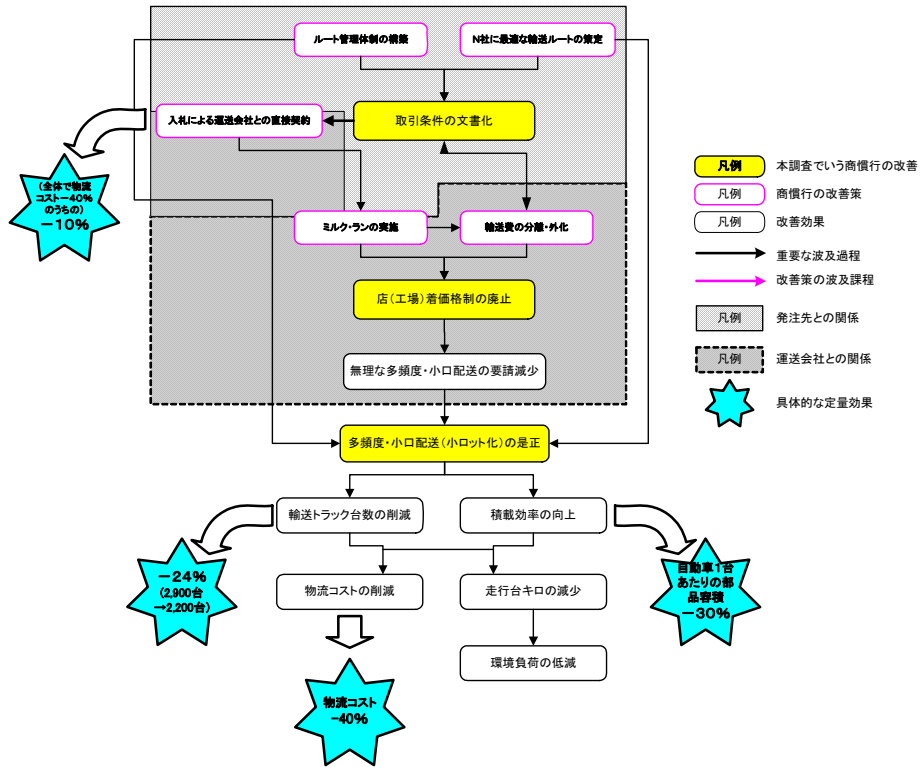 ルート管理体制の構築
N社に最適な輸送ルートの策定
入札による運送会社との直接契約
取引条件の文書化
(全体で物流
コスト－40%
のうちの)
－10%
ミルク・ランの実施
輸送費の分離・外化
店(工場)着価格制の廃止
無理な多頻度・小口配送の要請減少
多頻度・小口配送(小ロット化)の是正
輸送トラック台数の削減
積載効率の向上
－24%
(2,900台
→2,200台)
物流コストの削減
走行台キロの減少
自動車1台
あたりの部
品容積
－30%
環境負荷の低減
物流コスト
-40%
凡例
本調査でいう商慣行の改善
凡例
商慣行の改善策
凡例
改善効果
重要な波及過程
改善策の波及課程
凡例
発注先との関係
凡例
運送会社との関係
具体的な定量効果